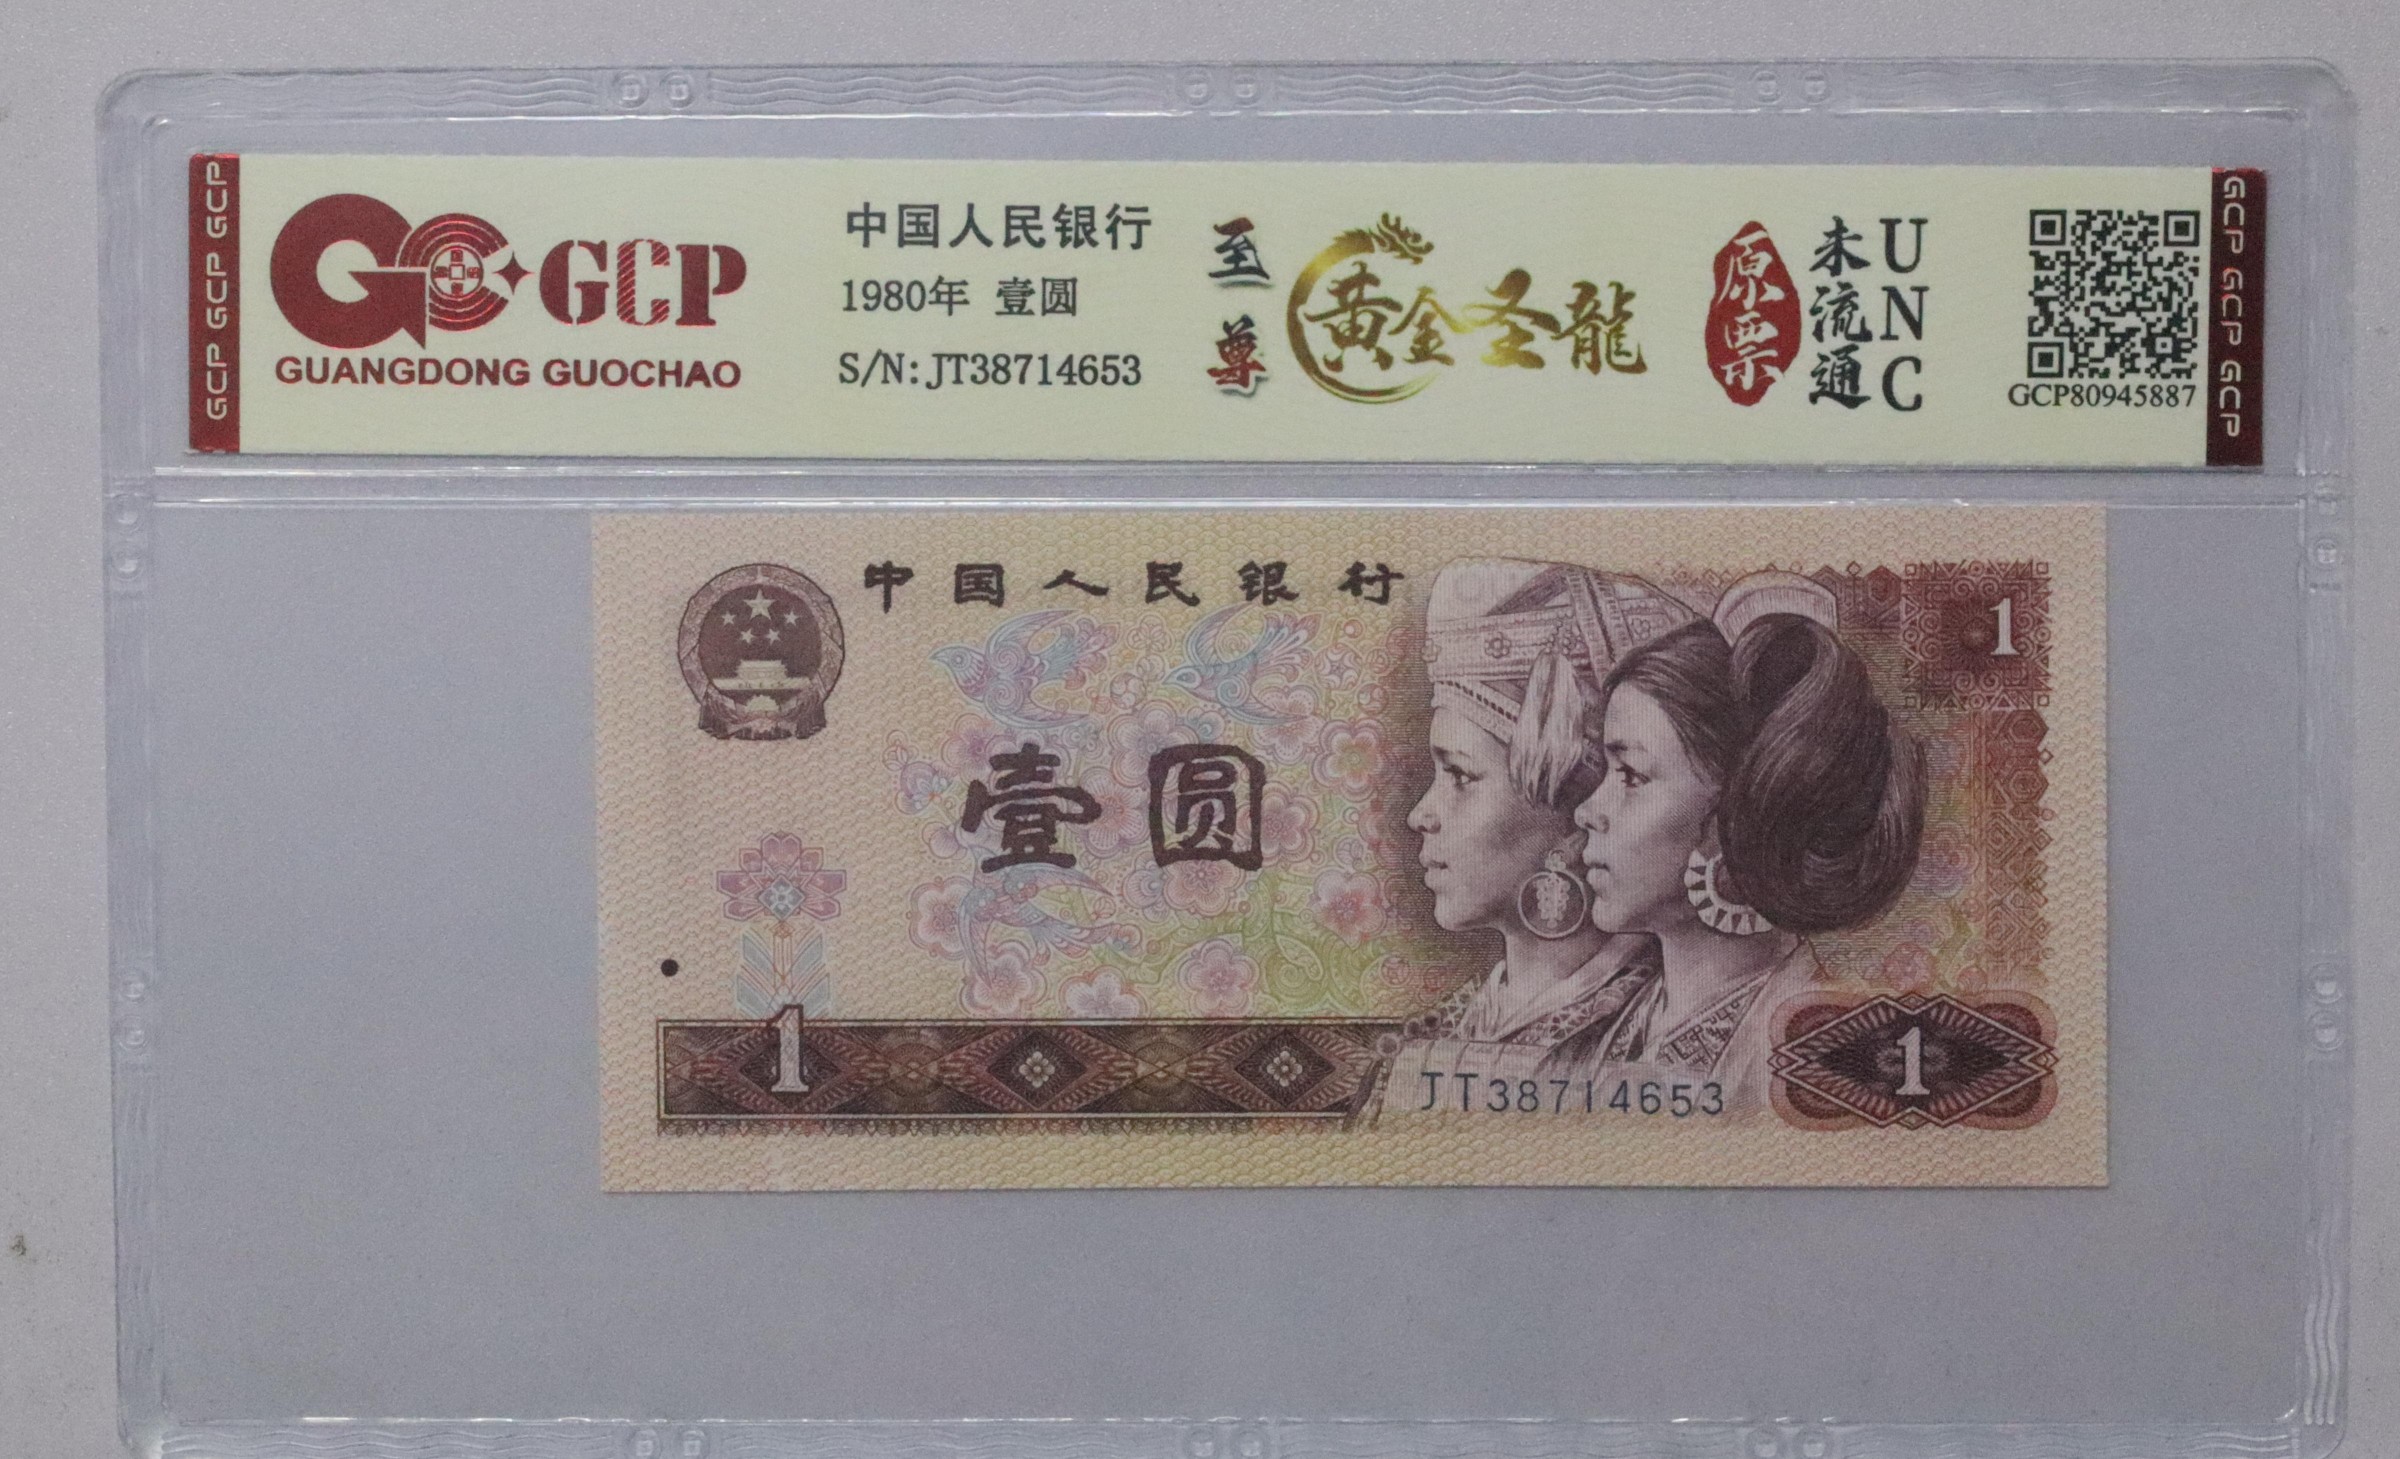 GCP GCP GCP
GCP
GUANGDONG GUOCHAO
中国人民银行
1980年 壹圆
S/N: JT38714653
至尊
黄金圣龍
原票
未流通
UNC
GCP80945887
GCP GCP GCP
中国人民银行
1
壹圆
1
1
JT38714653